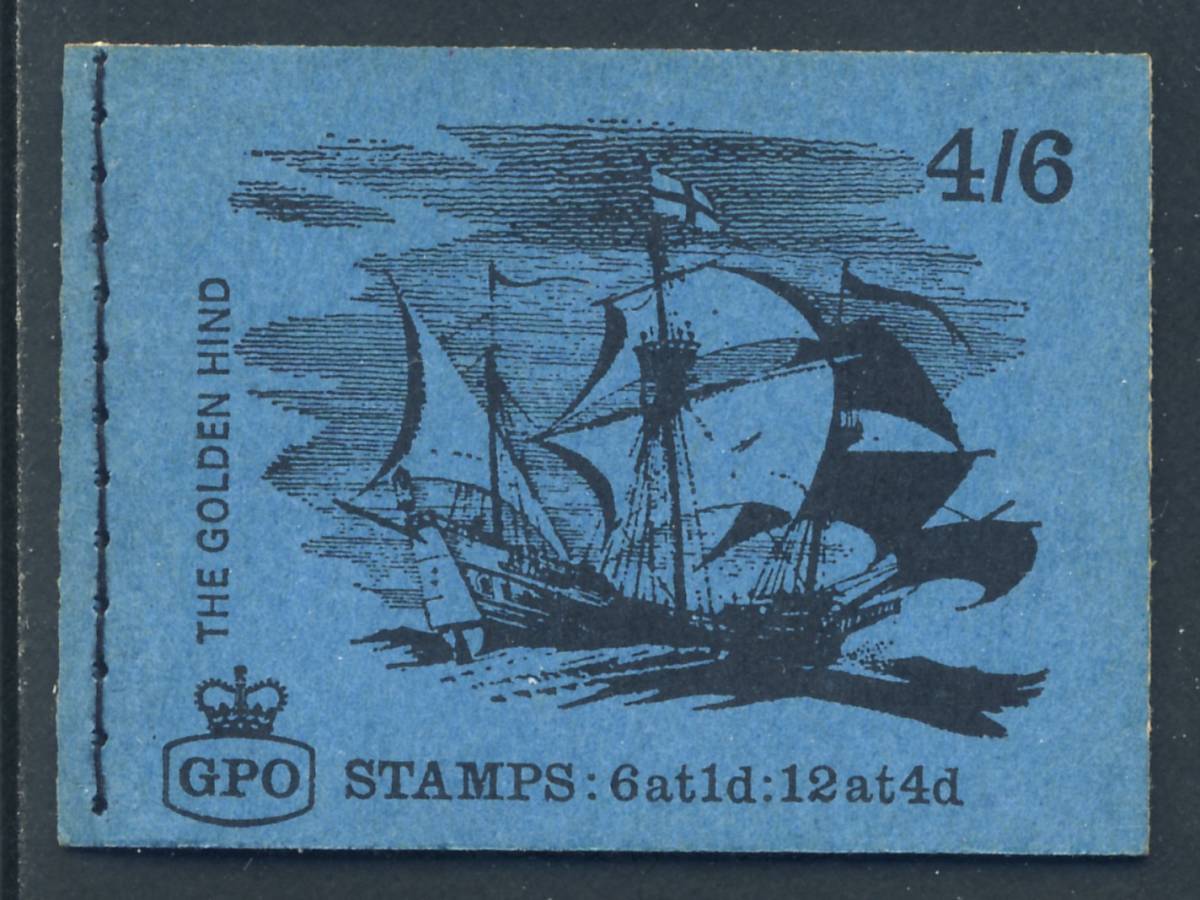 4/6
THE GOLDEN HIND
GPO
STAMPS: 6at1d:12at4d